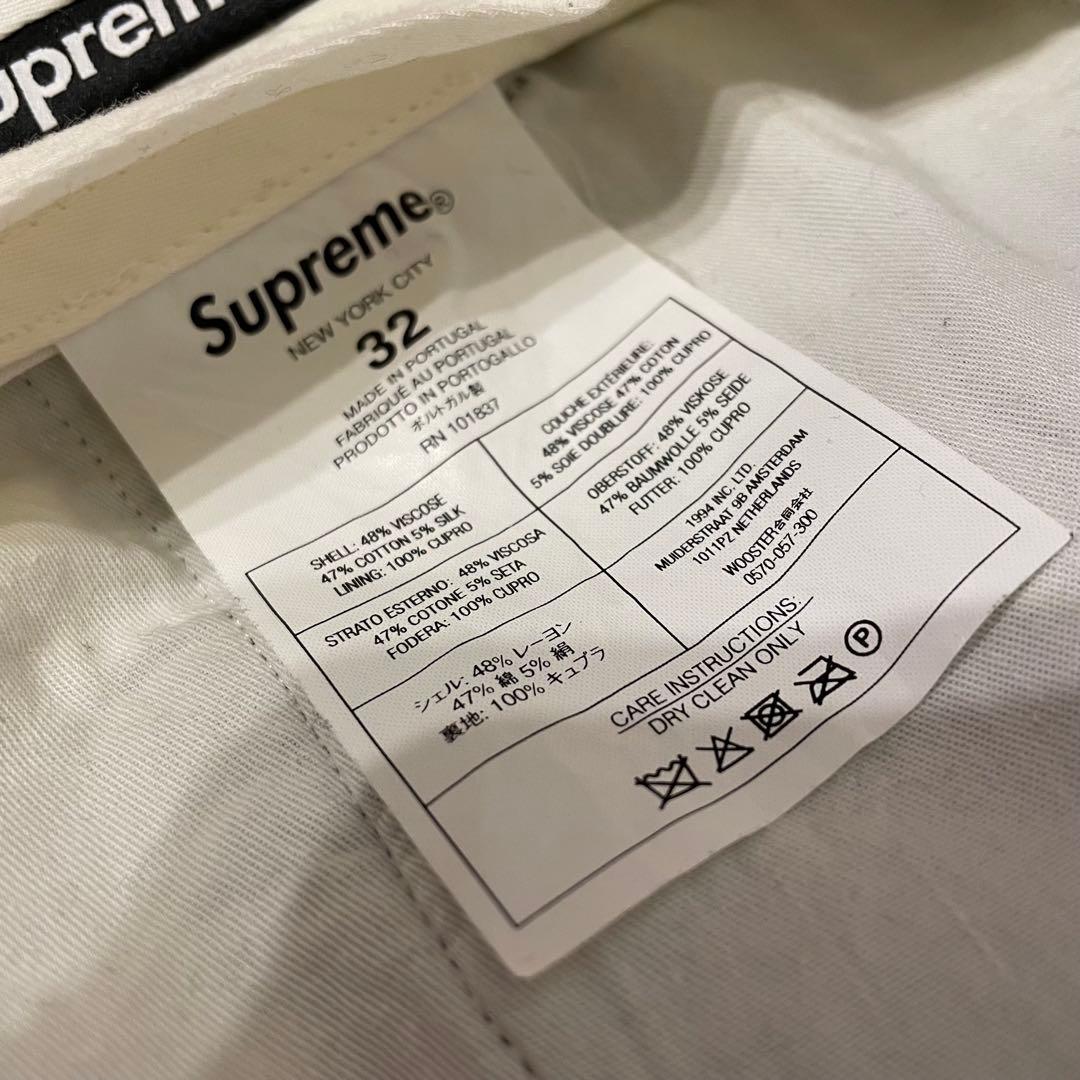 Supreme
Supreme®
NEW YORK CITY
32
MADE IN PORTUGAL
FABRIQUÉ AU PORTUGAL
PRODOTTO IN PORTOGALLO
ポルトガル製
RN 101837
SHELL: 48% VISCOSE
47% COTTON 5% SILK
LINING: 100% CUPRO
COUCHE EXTÉRIEURE:
48% VISCOSE 47% COTON
5% SOIE DOUBLURE: 100% CUPRO
STRATO ESTERNO: 48% VISCOSA
47% COTONE 5% SETA
FODERA: 100% CUPRO
OBERSTOFF: 48% VISKOSE
47% BAUMWOLLE 5% SEIDE
FUTTER: 100% CUPRO
シェル: 48% レーヨン
47% 綿 5% 絹
裏地: 100% キュプラ
1994 INC. LTD.
MUIDERSTRAAT 9B AMSTERDAM
1011PZ NETHERLANDS
WOOSTER合同会社
0570-057-300
CARE INSTRUCTIONS:
DRY CLEAN ONLY
P